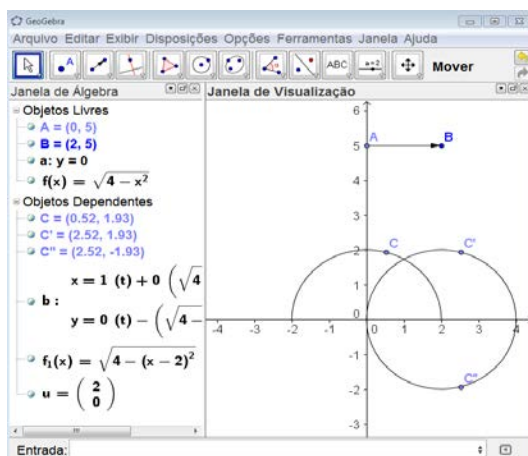 GeoGebra
Arquivo Editar Exibir Disposições Opções Ferramentas Janela Ajuda
A
ABC
a=2
Mover
Janela de Álgebra
Objetos Livres
A = (0, 5)
B = (2, 5)
a: y = 0
f(x) = √4 − x²
Objetos Dependentes
C = (0.52, 1.93)
C' = (2.52, 1.93)
C'' = (2.52, -1.93)
x = 1 (t) + 0 (√4
b :
y = 0 (t) − (√4 −
f₁(x) = √4 − (x − 2)²
u = (2
0)
Janela de Visualização
6
A B
5
4
3
2
C C'
1
0
-4 -3 -2 -1 0 1 2 3 4
-1
-2
C''
-3
Entrada: